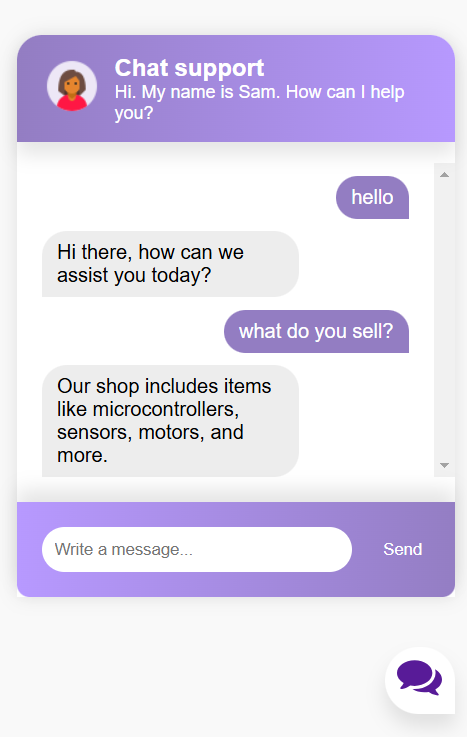 Chat support
Hi. My name is Sam. How can I help
you?
hello
Hi there, how can we
assist you today?
what do you sell?
Our shop includes items
like microcontrollers,
sensors, motors, and
more.
Write a message...
Send